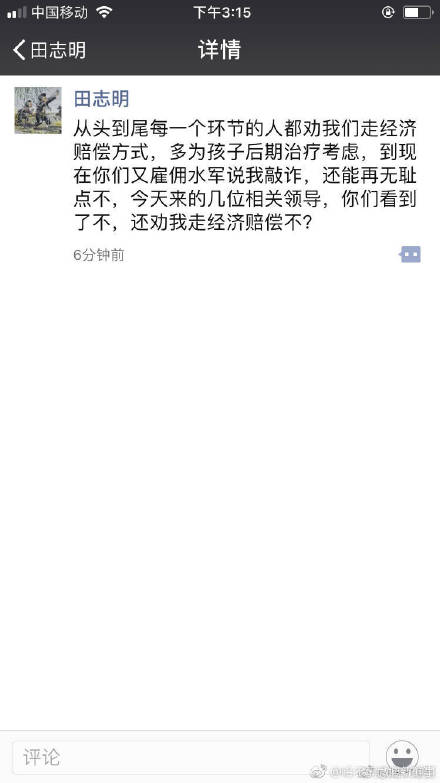 中国移动 下午3:15
田志明 详情
田志明
从头到尾每一个环节的人都劝我们走经济
赔偿方式，多为孩子后期治疗考虑，到现
在你们又雇佣水军说我敲诈，还能再无耻
点不，今天来的几位相关领导，你们看到
了不，还劝我走经济赔偿不？
6分钟前
评论